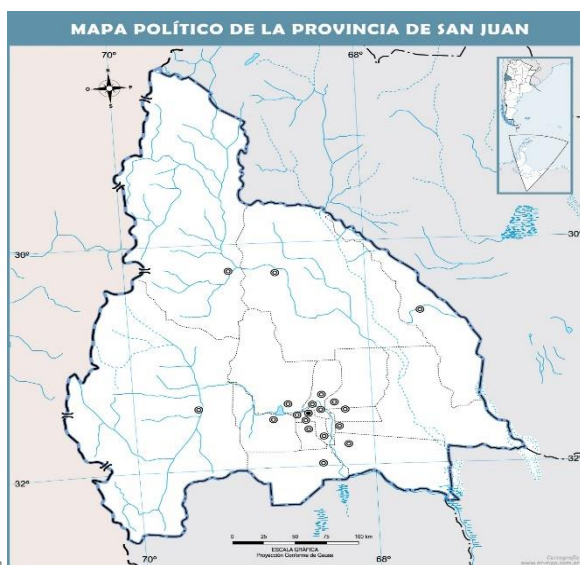 MAPA POLÍTICO DE LA PROVINCIA DE SAN JUAN
70°
68°
N
O
S
30°
30°
32°
32°
70°
68°
0 25 50 75 100 km
ESCALA GRÁFICA
Proyección Conforme de Gauss
Cartografía